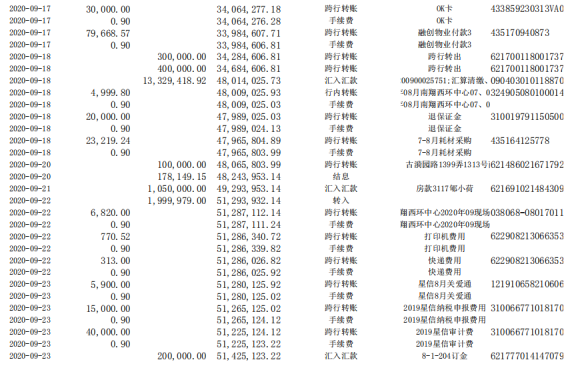 2020-09-17 30,000.00 34,064,277.18 跨行转账 OK卡 433859230313VA0
2020-09-17 0.90 34,064,276.28 手续费 OK卡
2020-09-17 79,668.57 33,984,607.71 跨行转账 融创物业付款3 435170940873
2020-09-17 0.90 33,984,606.81 手续费 融创物业付款3
2020-09-18 300,000.00 34,284,606.81 跨行转账 跨行转出 621700118001737
2020-09-18 400,000.00 34,684,606.81 跨行转账 跨行转出 621700118001737
2020-09-18 13,329,418.92 48,014,025.73 汇入汇款 00900025751;汇算清缴、090403010118870
2020-09-18 4,999.80 48,009,025.93 行内转账 08月南翔西环中心07、0324905080100014
2020-09-18 0.90 48,009,025.03 手续费 08月南翔西环中心07、0
2020-09-18 20,000.00 47,989,025.03 跨行转账 退保证金 310019791150500
2020-09-18 0.90 47,989,024.13 手续费 退保证金
2020-09-18 23,219.24 47,965,804.89 跨行转账 7-8月耗材采购 435164125778
2020-09-18 0.90 47,965,803.99 手续费 7-8月耗材采购
2020-09-20 100,000.00 48,065,803.99 跨行转账 古漪园路1399弄1313号 621486021671792
2020-09-20 178,149.15 48,243,953.14 结息
2020-09-21 1,050,000.00 49,293,953.14 汇入汇款 房款3117邹小荷 621691021484309
2020-09-22 1,999,979.00 51,293,932.14 转入
2020-09-22 6,820.00 51,287,112.14 跨行转账 翔西环中心2020年09现场038068-08017011
2020-09-22 0.90 51,287,111.24 手续费 翔西环中心2020年09现场
2020-09-22 770.52 51,286,340.72 跨行转账 打印机费用 622908213066353
2020-09-22 0.90 51,286,339.82 手续费 打印机费用
2020-09-22 313.00 51,286,026.82 跨行转账 快递费用 622908213066353
2020-09-22 0.90 51,286,025.92 手续费 快递费用
2020-09-23 5,900.00 51,280,125.92 跨行转账 星信8月关爱通 121910658210606
2020-09-23 0.90 51,280,125.02 手续费 星信8月关爱通
2020-09-23 15,000.00 51,265,125.02 跨行转账 2019星信纳税申报费用 310066771018170
2020-09-23 0.90 51,265,124.12 手续费 2019星信纳税申报费用
2020-09-23 40,000.00 51,225,124.12 跨行转账 2019星信审计费 310066771018170
2020-09-23 0.90 51,225,123.22 手续费 2019星信审计费
2020-09-23 200,000.00 51,425,123.22 汇入汇款 8-1-204订金 621777014147079